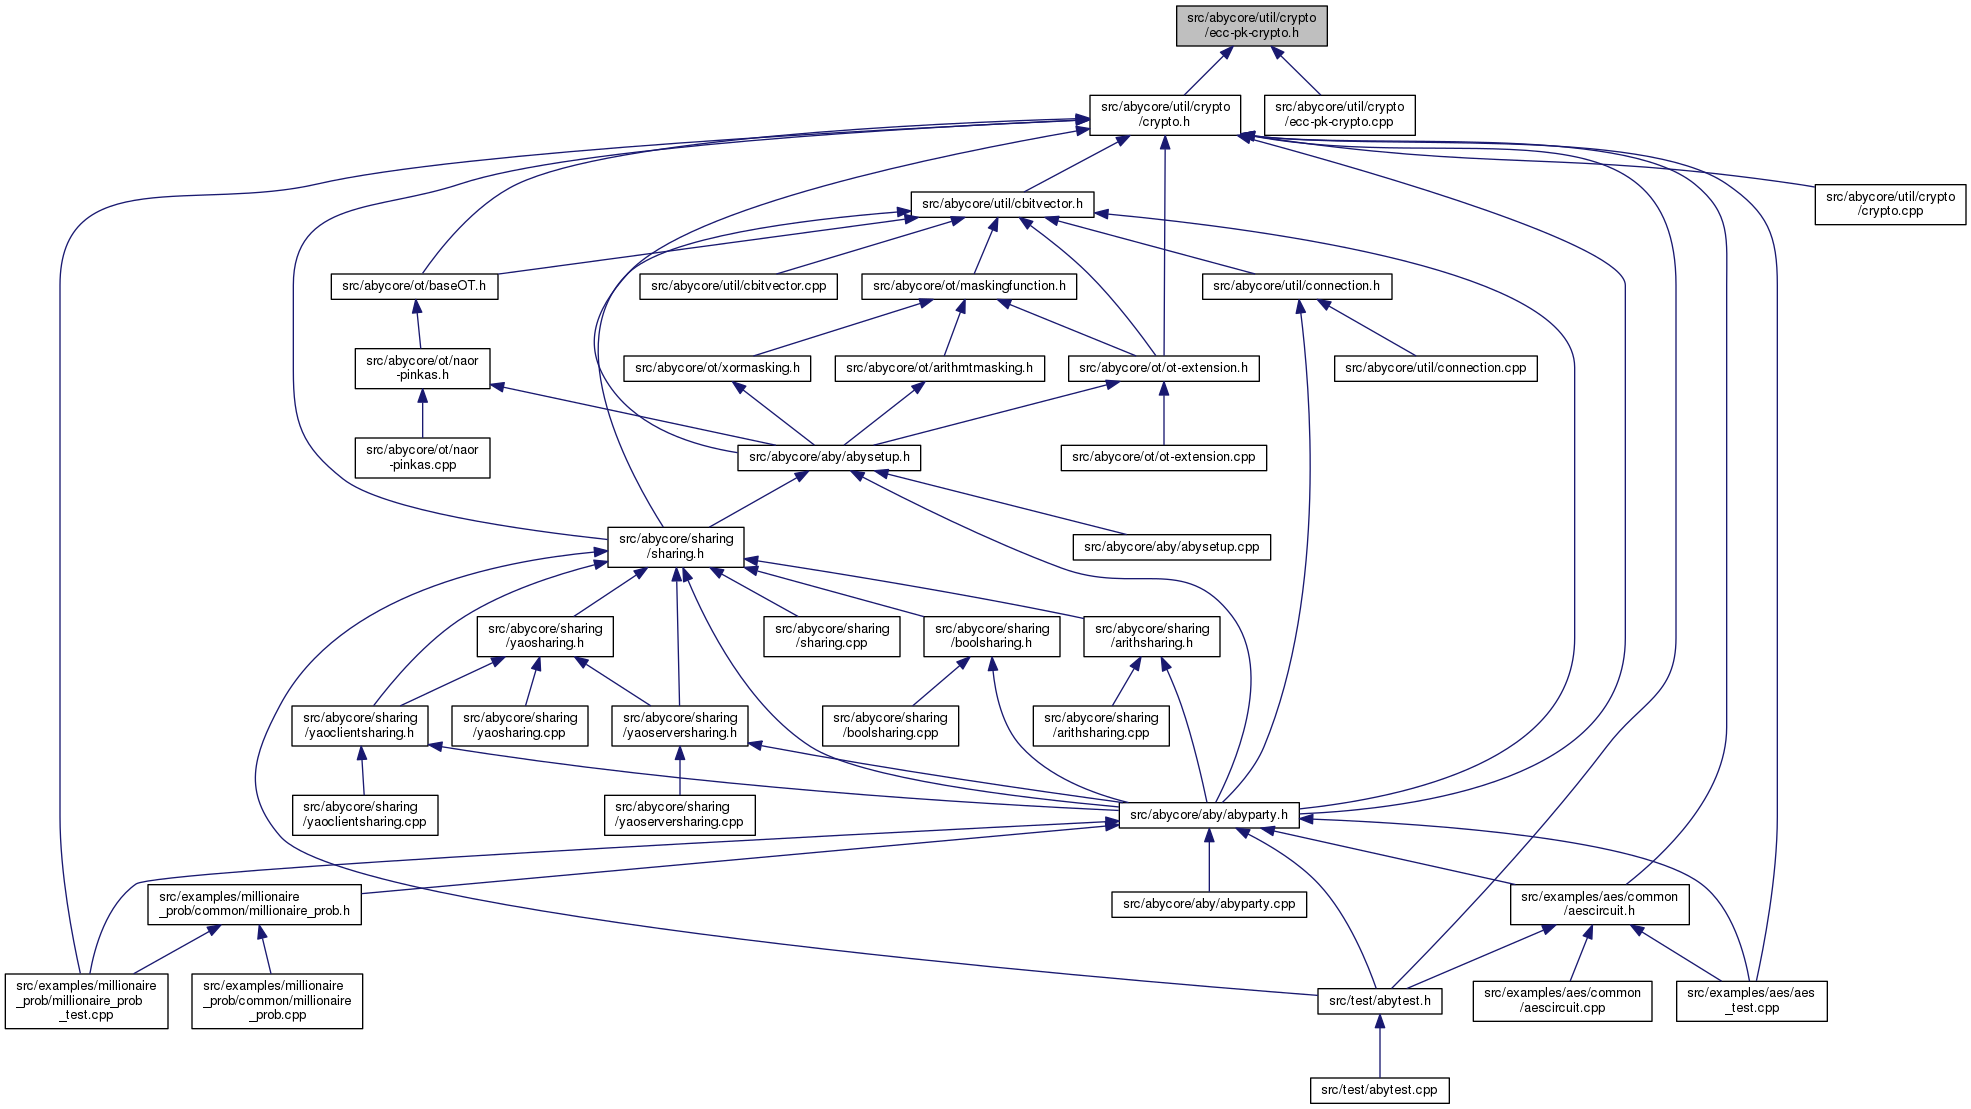 src/abycore/util/crypto
/ecc-pk-crypto.h
src/abycore/util/crypto
/crypto.h
src/abycore/util/crypto
/ecc-pk-crypto.cpp
src/abycore/util/cbitvector.h
src/abycore/util/crypto
/crypto.cpp
src/abycore/ot/baseOT.h
src/abycore/util/cbitvector.cpp
src/abycore/ot/maskingfunction.h
src/abycore/util/connection.h
src/abycore/ot/naor
-pinkas.h
src/abycore/ot/xormasking.h
src/abycore/ot/arithmtmasking.h
src/abycore/ot/ot-extension.h
src/abycore/util/connection.cpp
src/abycore/ot/naor
-pinkas.cpp
src/abycore/aby/abysetup.h
src/abycore/ot/ot-extension.cpp
src/abycore/sharing
/sharing.h
src/abycore/aby/abysetup.cpp
src/abycore/sharing
/yaosharing.h
src/abycore/sharing
/sharing.cpp
src/abycore/sharing
/boolsharing.h
src/abycore/sharing
/arithsharing.h
src/abycore/sharing
/yaoclientsharing.h
src/abycore/sharing
/yaosharing.cpp
src/abycore/sharing
/yaoserversharing.h
src/abycore/sharing
/boolsharing.cpp
src/abycore/sharing
/arithsharing.cpp
src/abycore/sharing
/yaoclientsharing.cpp
src/abycore/sharing
/yaoserversharing.cpp
src/abycore/aby/abyparty.h
src/examples/millionaire
_prob/common/millionaire_prob.h
src/abycore/aby/abyparty.cpp
src/examples/aes/common
/aescircuit.h
src/examples/millionaire
_prob/millionaire_prob
_test.cpp
src/examples/millionaire
_prob/common/millionaire
_prob.cpp
src/test/abytest.h
src/examples/aes/common
/aescircuit.cpp
src/examples/aes/aes
_test.cpp
src/test/abytest.cpp